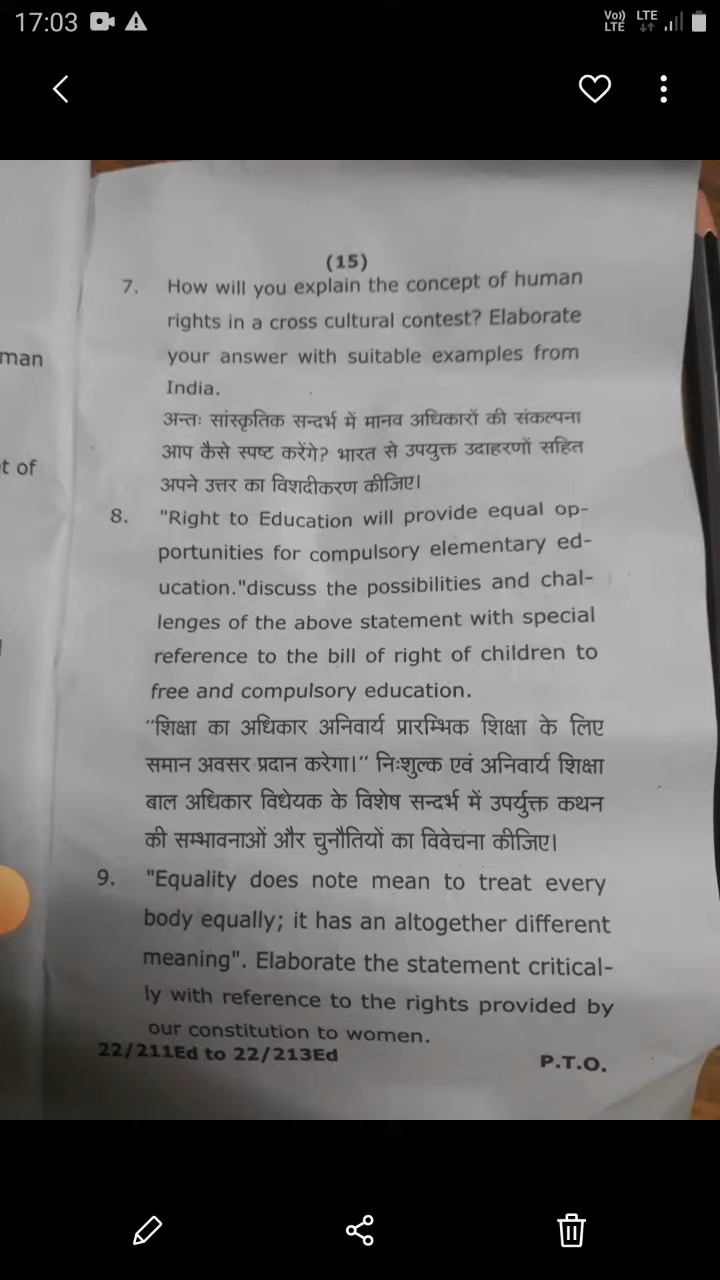 17:03
Vo)) LTE
LTE
(15)
7. How will you explain the concept of human
rights in a cross cultural contest? Elaborate
your answer with suitable examples from
India.
अन्तः सांस्कृतिक सन्दर्भ में मानव अधिकारों की संकल्पना
आप कैसे स्पष्ट करेंगे? भारत से उपयुक्त उदाहरणों सहित
अपने उत्तर का विशदीकरण कीजिए।
8. "Right to Education will provide equal op-
portunities for compulsory elementary ed-
ucation."discuss the possibilities and chal-
lenges of the above statement with special
reference to the bill of right of children to
free and compulsory education.
"शिक्षा का अधिकार अनिवार्य प्रारम्भिक शिक्षा के लिए
समान अवसर प्रदान करेगा।" निःशुल्क एवं अनिवार्य शिक्षा
बाल अधिकार विधेयक के विशेष सन्दर्भ में उपर्युक्त कथन
की सम्भावनाओं और चुनौतियों का विवेचना कीजिए।
9. "Equality does note mean to treat every
body equally; it has an altogether different
meaning". Elaborate the statement critical-
ly with reference to the rights provided by
our constitution to women.
22/211Ed to 22/213Ed P.T.O.
man
t of